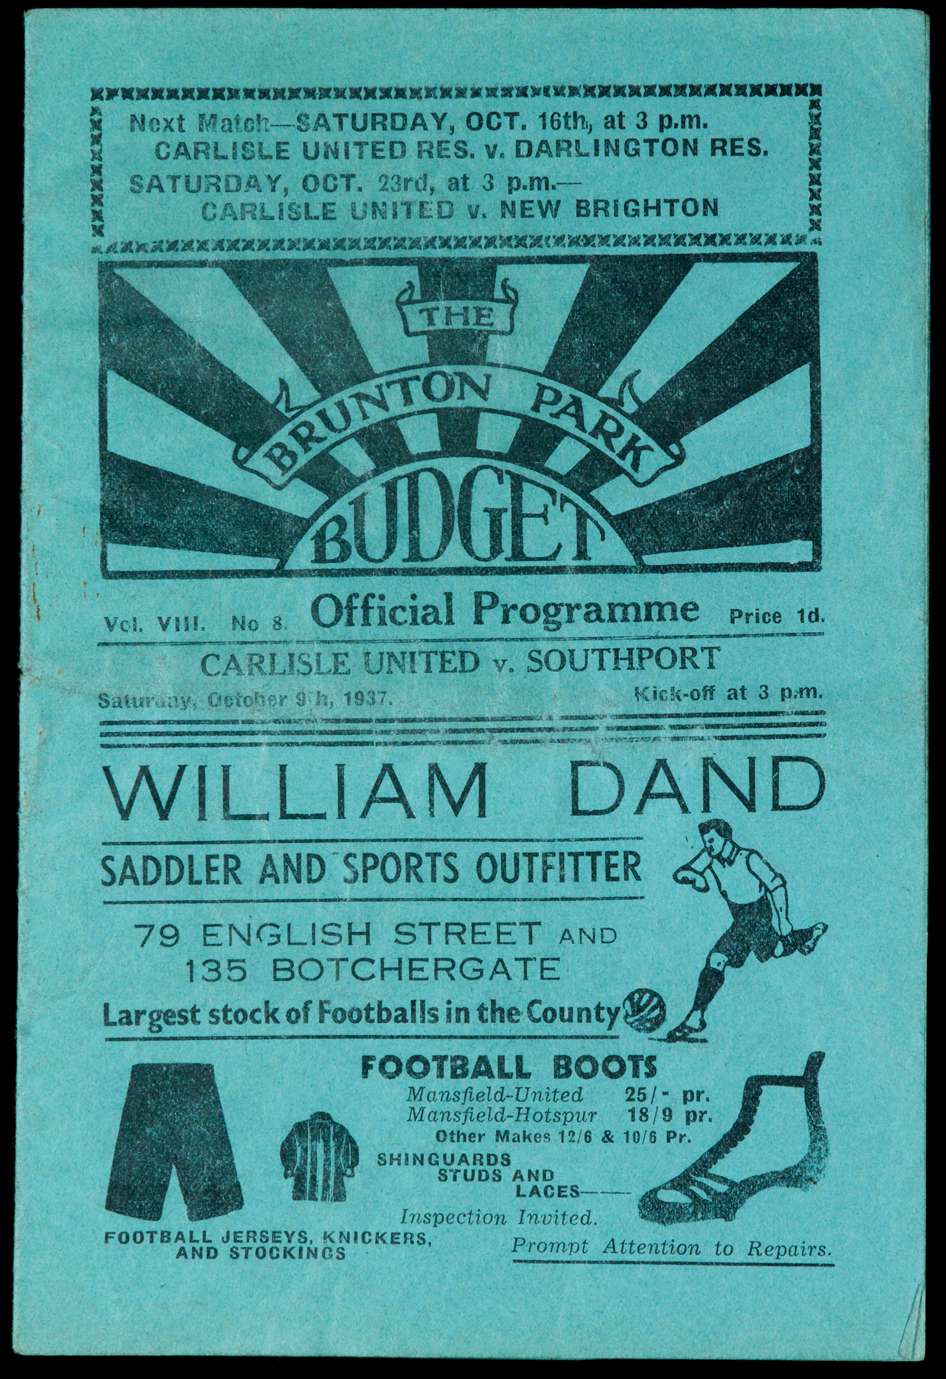 Next Match—SATURDAY, OCT. 16th, at 3 p.m.
CARLISLE UNITED RES. v. DARLINGTON RES.
SATURDAY, OCT. 23rd, at 3 p.m.—
CARLISLE UNITED v. NEW BRIGHTON
THE
BRUNTON PARK
BUDGET
Vol. VIII. No 8. Official Programme Price 1d.
CARLISLE UNITED v. SOUTHPORT
Saturday, October 9th, 1937. Kick-off at 3 p.m.
WILLIAM DAND
SADDLER AND SPORTS OUTFITTER
79 ENGLISH STREET AND
135 BOTCHERGATE
Largest stock of Footballs in the County
FOOTBALL BOOTS
Mansfield-United 25/- pr.
Mansfield-Hotspur 18/9 pr.
Other Makes 12/6 & 10/6 Pr.
SHINGUARDS
STUDS AND
LACES——
Inspection Invited.
FOOTBALL JERSEYS, KNICKERS,
AND STOCKINGS
Prompt Attention to Repairs.